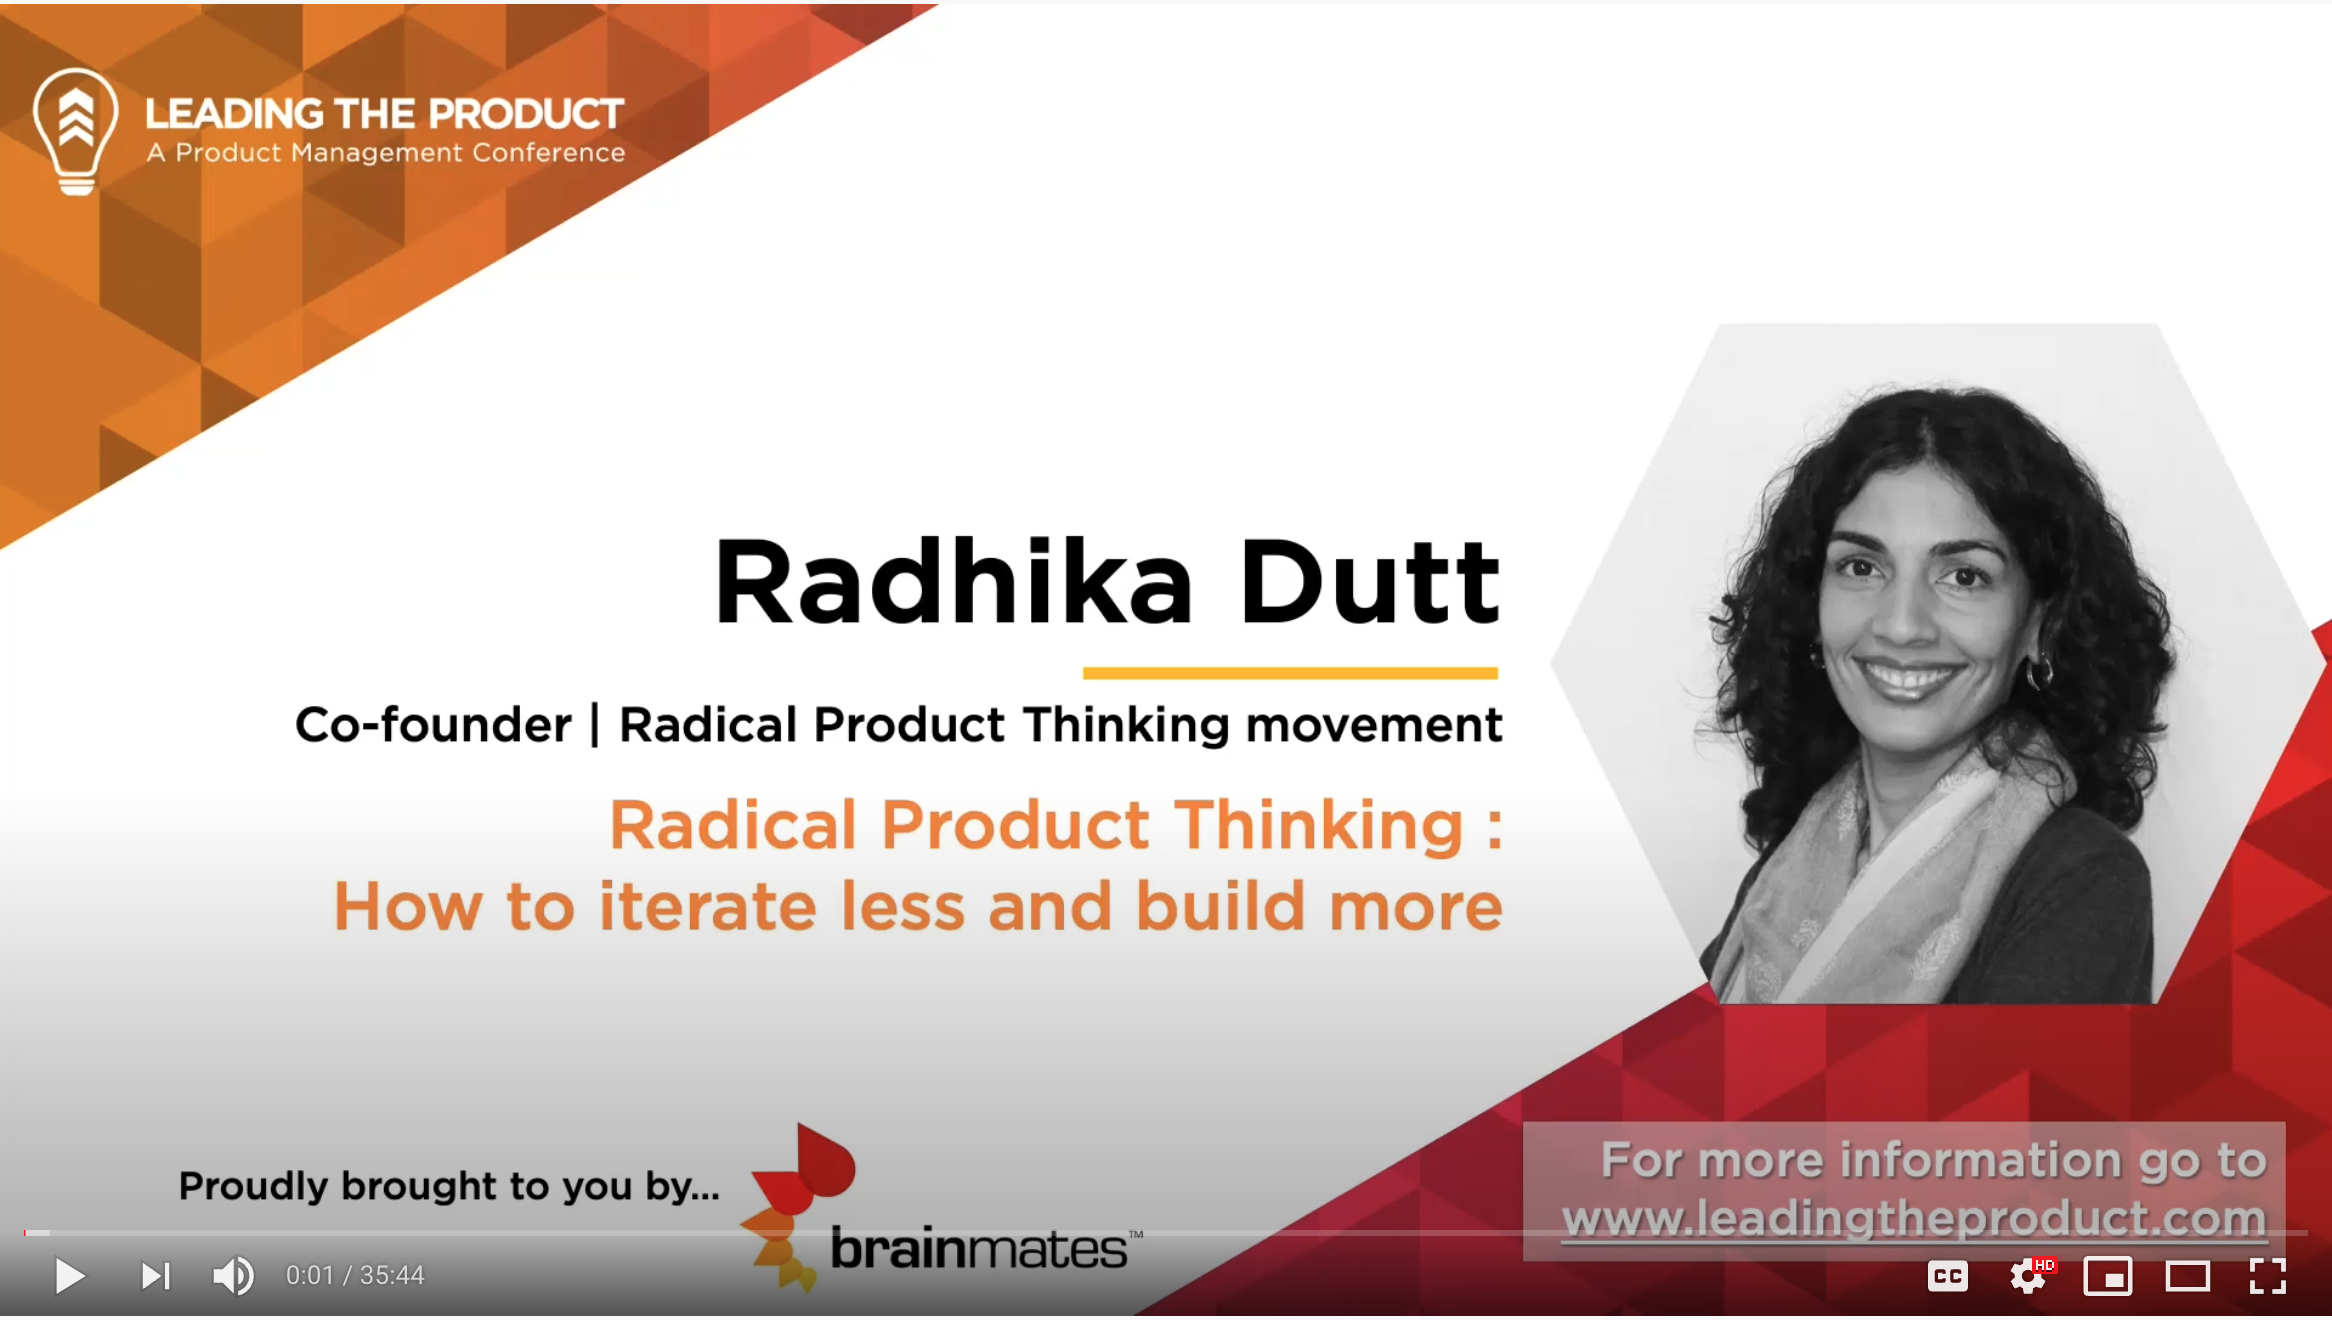 LEADING THE PRODUCT
A Product Management Conference
Radhika Dutt
Co-founder | Radical Product Thinking movement
Radical Product Thinking :
How to iterate less and build more
Proudly brought to you by...
brainmates™
For more information go to
www.leadingtheproduct.com
0:01 / 35:44
CC
HD